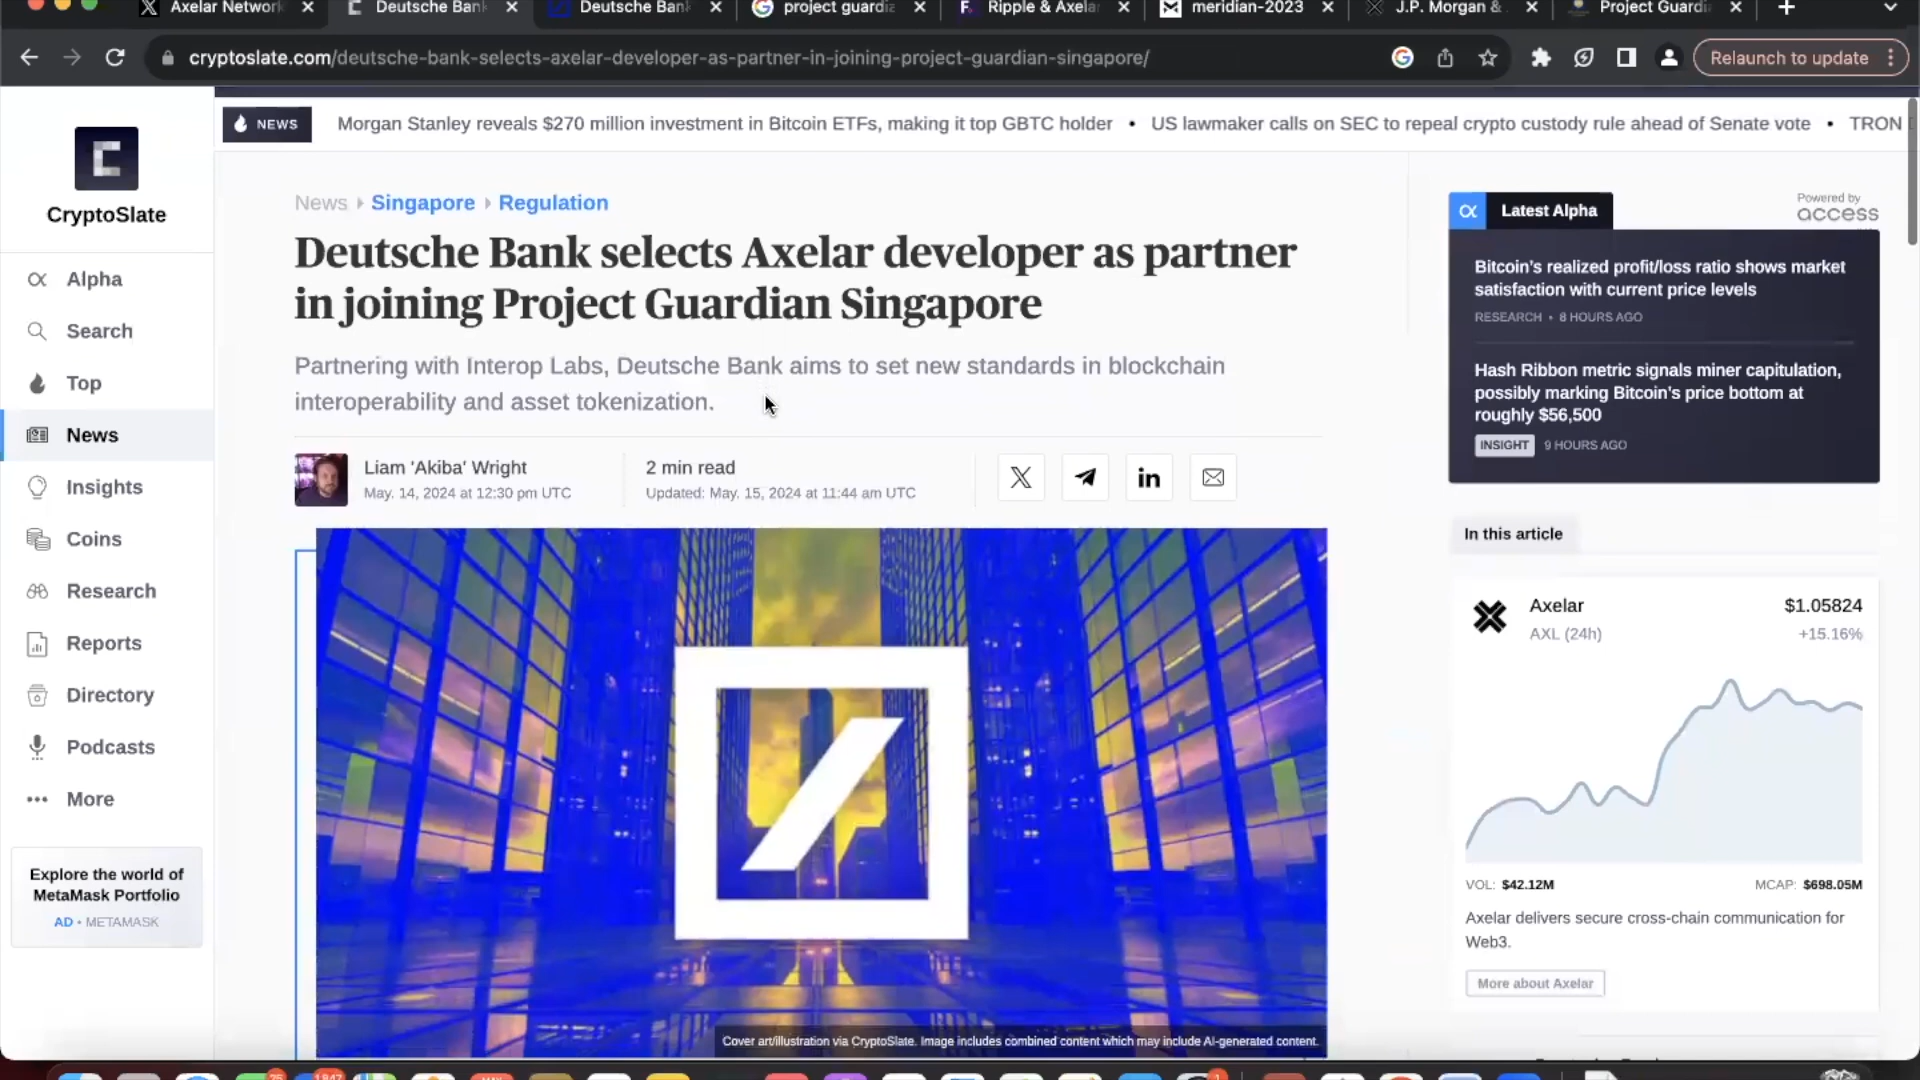 Axelar Network
Deutsche Ban
Deutsche Ban
project guardia
Ripple & Axela
meridian-2023
J.P. Morgan &
Project Guardi
cryptoslate.com/deutsche-bank-selects-axelar-developer-as-partner-in-joining-project-guardian-singapore/
Relaunch to update
CryptoSlate
Alpha
Search
Top
News
Insights
Coins
Research
Reports
Directory
Podcasts
More
Explore the world of
MetaMask Portfolio
AD • METAMASK
NEWS
Morgan Stanley reveals $270 million investment in Bitcoin ETFs, making it top GBTC holder • US lawmaker calls on SEC to repeal crypto custody rule ahead of Senate vote • TRON
News Singapore Regulation
Deutsche Bank selects Axelar developer as partner
in joining Project Guardian Singapore
Partnering with Interop Labs, Deutsche Bank aims to set new standards in blockchain
interoperability and asset tokenization.
Liam 'Akiba' Wright
May. 14, 2024 at 12:30 pm UTC
2 min read
Updated: May. 15, 2024 at 11:44 am UTC
Cover art/illustration via CryptoSlate. Image includes combined content which may include AI-generated content.
Latest Alpha
Powered by
access
Bitcoin's realized profit/loss ratio shows market
satisfaction with current price levels
RESEARCH • 8 HOURS AGO
Hash Ribbon metric signals miner capitulation,
possibly marking Bitcoin's price bottom at
roughly $56,500
INSIGHT 9 HOURS AGO
In this article
Axelar $1.05824
AXL (24h) +15.16%
VOL: $42.12M MCAP: $698.05M
Axelar delivers secure cross-chain communication for
Web3.
More about Axelar